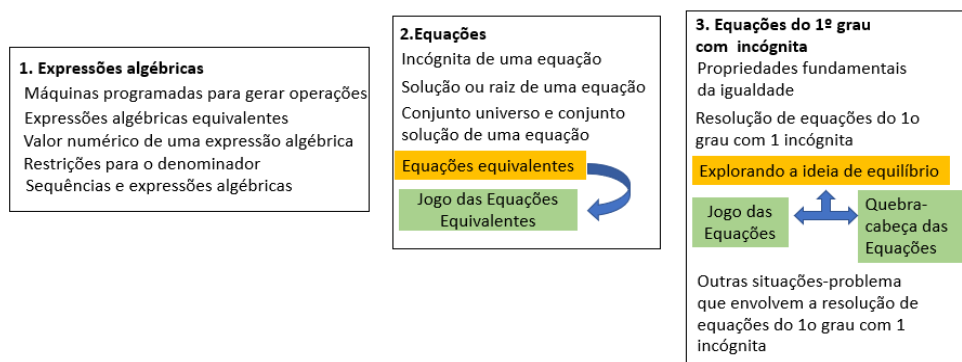 1. Expressões algébricas
Máquinas programadas para gerar operações
Expressões algébricas equivalentes
Valor numérico de uma expressão algébrica
Restrições para o denominador
Sequências e expressões algébricas
2.Equações
Incógnita de uma equação
Solução ou raiz de uma equação
Conjunto universo e conjunto
solução de uma equação
Equações equivalentes
Jogo das Equações
Equivalentes
3. Equações do 1º grau
com incógnita
Propriedades fundamentais
da igualdade
Resolução de equações do 1o
grau com 1 incógnita
Explorando a ideia de equilíbrio
Jogo das
Equações
Quebra-
cabeça das
Equações
Outras situações-problema
que envolvem a resolução de
equações do 1o grau com 1
incógnita